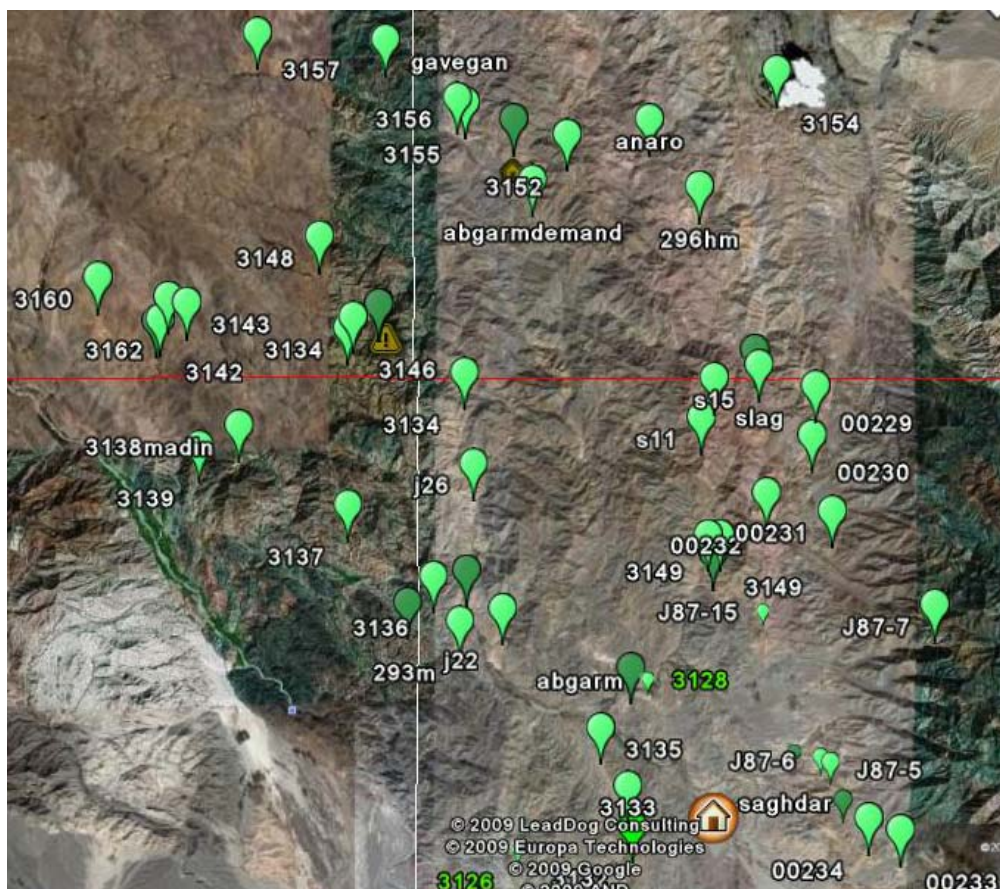 3157
gavegan
3156
3154
anaro
3155
3152
abgarmdemand
296hm
3148
3160
3143
3162
3134
3142
3146
s15
slag
3134
00229
s11
3138madin
00230
j26
3139
00231
00232
3137
3149
3149
J87-15
3136
J87-7
j22
293m
abgarm
3128
3135
J87-6
J87-5
3133
saghdar
© 2009 LeadDog Consulting
© 2009 Europa Technologies
© 2009 Google
00234
3126
00233
© 2009 AND